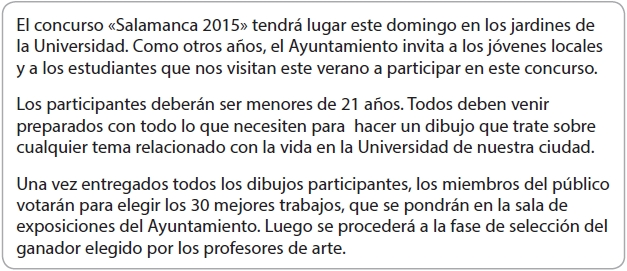 El concurso «Salamanca 2015» tendrá lugar este domingo en los jardines de
la Universidad. Como otros años, el Ayuntamiento invita a los jóvenes locales
y a los estudiantes que nos visitan este verano a participar en este concurso.
Los participantes deberán ser menores de 21 años. Todos deben venir
preparados con todo lo que necesiten para hacer un dibujo que trate sobre
cualquier tema relacionado con la vida en la Universidad de nuestra ciudad.
Una vez entregados todos los dibujos participantes, los miembros del público
votarán para elegir los 30 mejores trabajos, que se pondrán en la sala de
exposiciones del Ayuntamiento. Luego se procederá a la fase de selección del
ganador elegido por los profesores de arte.